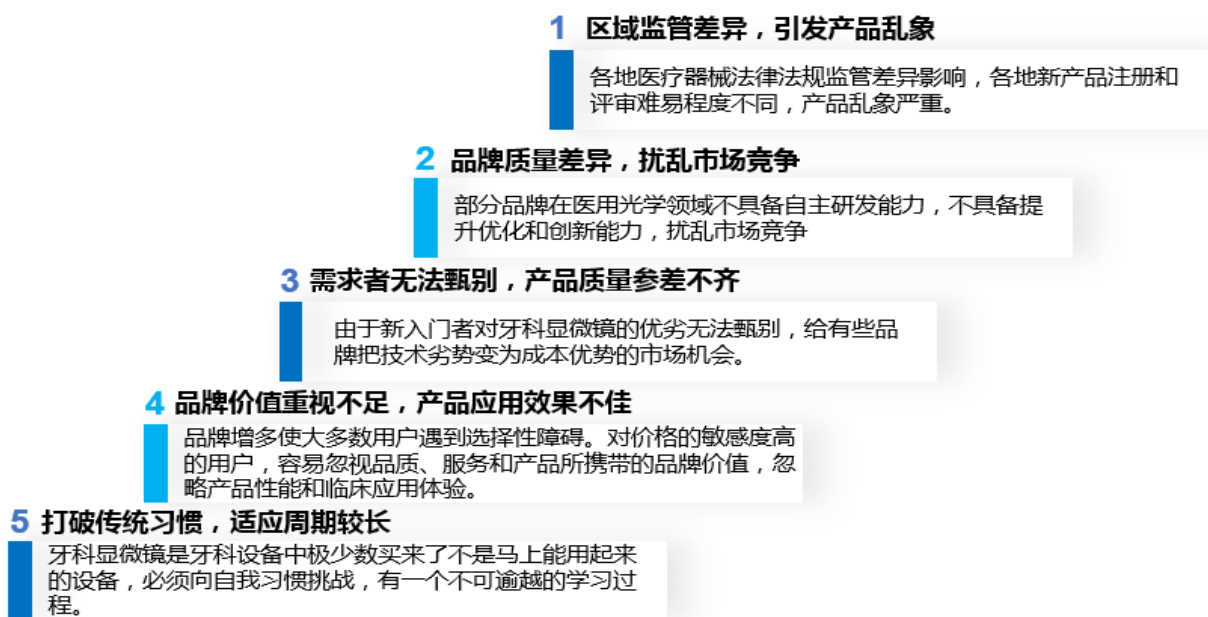 1 区域监管差异，引发产品乱象
各地医疗器械法律法规监管差异影响，各地新产品注册和
评审难易程度不同，产品乱象严重。
2 品牌质量差异，扰乱市场竞争
部分品牌在医用光学领域不具备自主研发能力，不具备提
升优化和创新能力，扰乱市场竞争
3 需求者无法甄别，产品质量参差不齐
由于新入门者对牙科显微镜的优劣无法甄别，给有些品
牌把技术劣势变为成本优势的市场机会。
4 品牌价值重视不足，产品应用效果不佳
品牌增多使大多数用户遇到选择性障碍。对价格的敏感度高
的用户，容易忽视品质、服务和产品所携带的品牌价值，忽
略产品性能和临床应用体验。
5 打破传统习惯，适应周期较长
牙科显微镜是牙科设备中极少数买来了不是马上能用起来
的设备，必须向自我习惯挑战，有一个不可逾越的学习过
程。